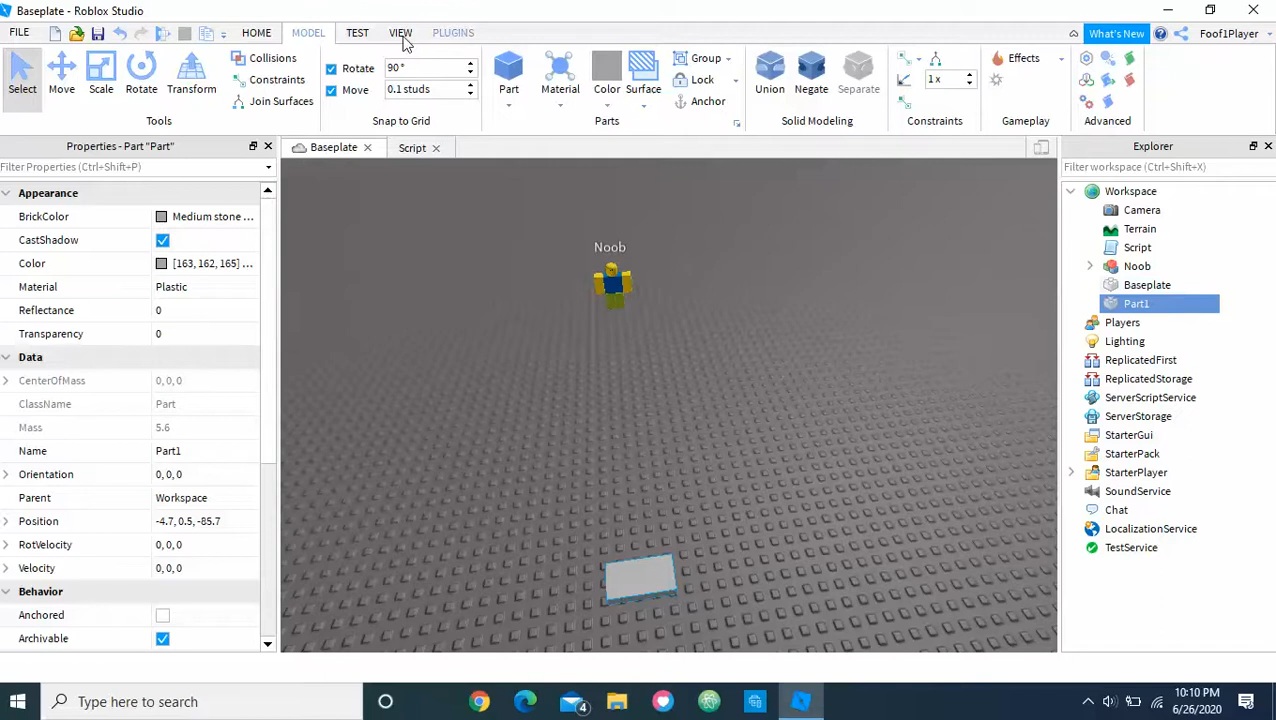 Baseplate - Roblox Studio
FILE HOME MODEL TEST VIEW PLUGINS What's New Foof1Player
Select Move Scale Rotate Transform
Collisions
Constraints
Join Surfaces
Tools
Rotate 90°
Move 0.1 studs
Snap to Grid
Part Material Color Surface
Group
Lock
Anchor
Parts
Union Negate Separate
Solid Modeling
1 x
Constraints
Effects
Gameplay
Advanced
Properties - Part "Part"
Filter Properties (Ctrl+Shift+P)
Appearance
BrickColor Medium stone ...
CastShadow
Color [163, 162, 165] ...
Material Plastic
Reflectance 0
Transparency 0
Data
CenterOfMass 0, 0, 0
ClassName Part
Mass 5.6
Name Part1
Orientation 0, 0, 0
Parent Workspace
Position -4.7, 0.5, -85.7
RotVelocity 0, 0, 0
Velocity 0, 0, 0
Behavior
Anchored
Archivable
Baseplate Script
Noob
Explorer
Filter workspace (Ctrl+Shift+X)
Workspace
Camera
Terrain
Script
Noob
Baseplate
Part1
Players
Lighting
ReplicatedFirst
ReplicatedStorage
ServerScriptService
ServerStorage
StarterGui
StarterPack
StarterPlayer
SoundService
Chat
LocalizationService
TestService
Type here to search
4
10:10 PM
6/26/2020